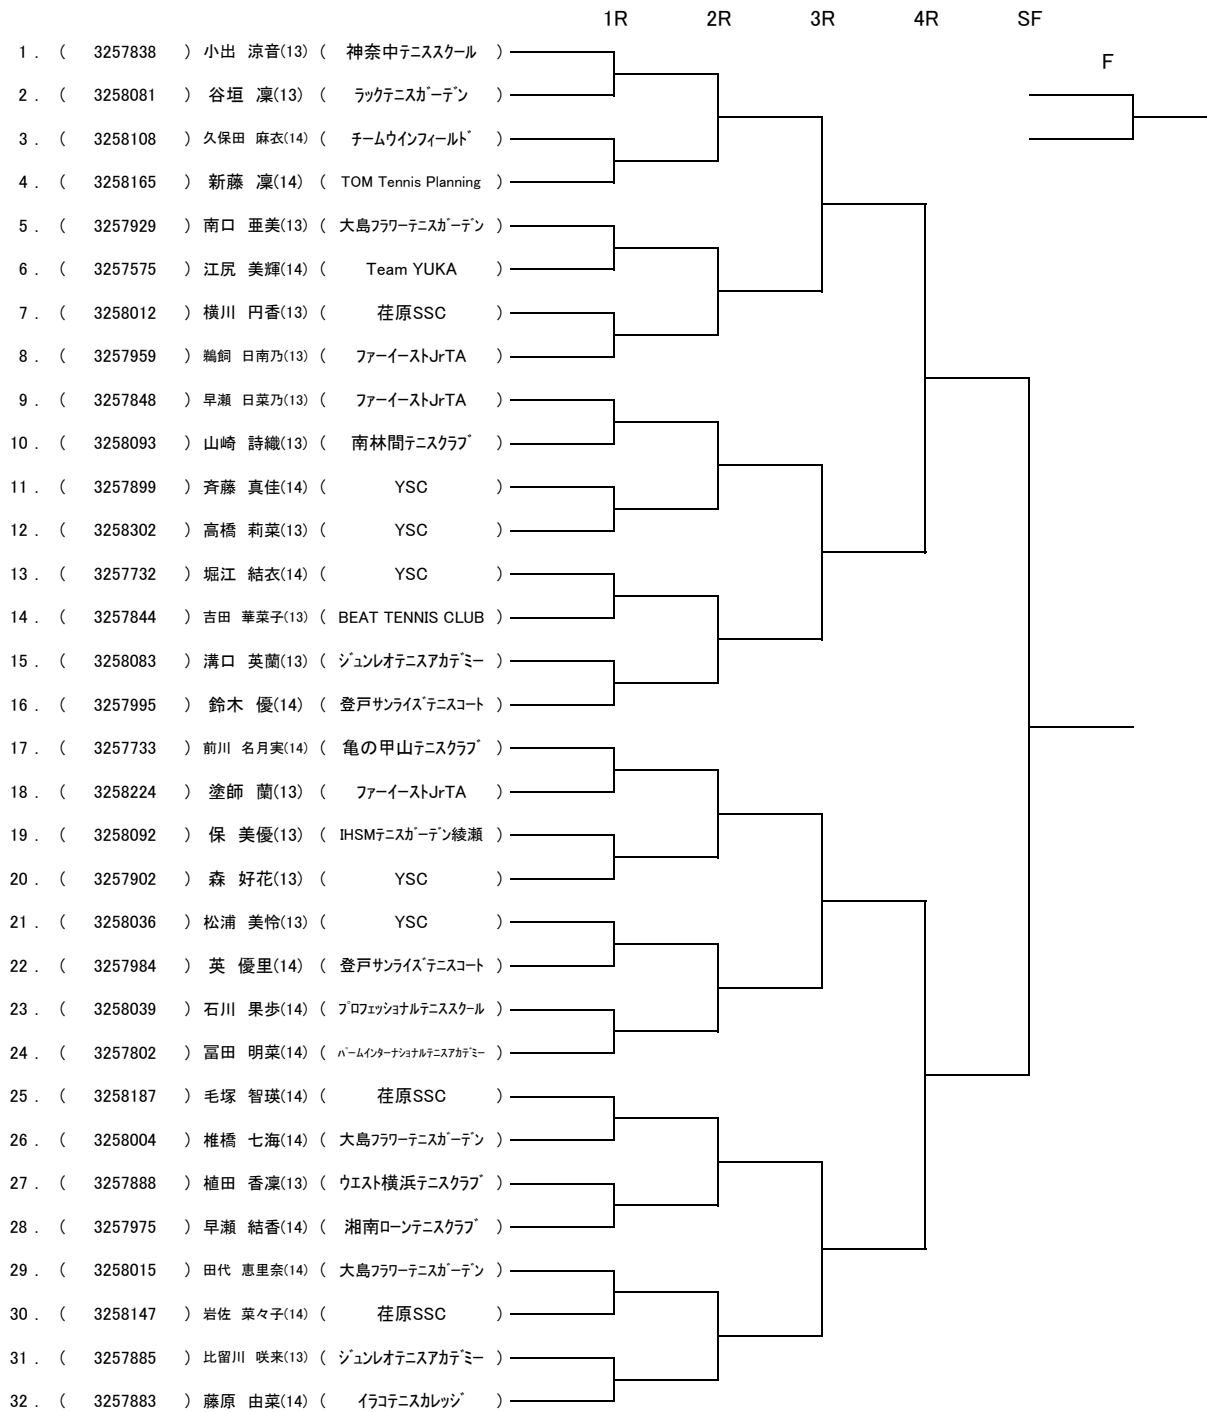 1R 2R 3R 4R SF
F
1 . ( 3257838 ) 小出 涼音(13) ( 神奈中テニススクール )
2 . ( 3258081 ) 谷垣 凜(13) ( ラックテニスガーデン )
3 . ( 3258108 ) 久保田 麻衣(14) ( チームウインフィールド )
4 . ( 3258165 ) 新藤 凜(14) ( TOM Tennis Planning )
5 . ( 3257929 ) 南口 亜美(13) ( 大島フラワーテニスガーデン )
6 . ( 3257575 ) 江尻 美輝(14) ( Team YUKA )
7 . ( 3258012 ) 横川 円香(13) ( 荏原SSC )
8 . ( 3257959 ) 鵜飼 日南乃(13) ( ファーイーストJrTA )
9 . ( 3257848 ) 早瀬 日菜乃(13) ( ファーイーストJrTA )
10 . ( 3258093 ) 山崎 詩織(13) ( 南林間テニスクラブ )
11 . ( 3257899 ) 斉藤 真佳(14) ( YSC )
12 . ( 3258302 ) 高橋 莉菜(13) ( YSC )
13 . ( 3257732 ) 堀江 結衣(14) ( YSC )
14 . ( 3257844 ) 吉田 華菜子(13) ( BEAT TENNIS CLUB )
15 . ( 3258083 ) 溝口 英蘭(13) ( ジュンレオテニスアカデミー )
16 . ( 3257995 ) 鈴木 優(14) ( 登戸サンライズテニスコート )
17 . ( 3257733 ) 前川 名月実(14) ( 亀の甲山テニスクラブ )
18 . ( 3258224 ) 塗師 蘭(13) ( ファーイーストJrTA )
19 . ( 3258092 ) 保 美優(13) ( IHSMテニスガーデン綾瀬 )
20 . ( 3257902 ) 森 好花(13) ( YSC )
21 . ( 3258036 ) 松浦 美怜(13) ( YSC )
22 . ( 3257984 ) 英 優里(14) ( 登戸サンライズテニスコート )
23 . ( 3258039 ) 石川 果歩(14) ( プロフェッショナルテニススクール )
24 . ( 3257802 ) 冨田 明菜(14) ( パームインターナショナルテニスアカデミー )
25 . ( 3258187 ) 毛塚 智瑛(14) ( 荏原SSC )
26 . ( 3258004 ) 椎橋 七海(14) ( 大島フラワーテニスガーデン )
27 . ( 3257888 ) 植田 香凜(13) ( ウエスト横浜テニスクラブ )
28 . ( 3257975 ) 早瀬 結香(14) ( 湘南ローンテニスクラブ )
29 . ( 3258015 ) 田代 恵里奈(14) ( 大島フラワーテニスガーデン )
30 . ( 3258147 ) 岩佐 菜々子(14) ( 荏原SSC )
31 . ( 3257885 ) 比留川 咲来(13) ( ジュンレオテニスアカデミー )
32 . ( 3257883 ) 藤原 由菜(14) ( イラコテニスカレッジ )